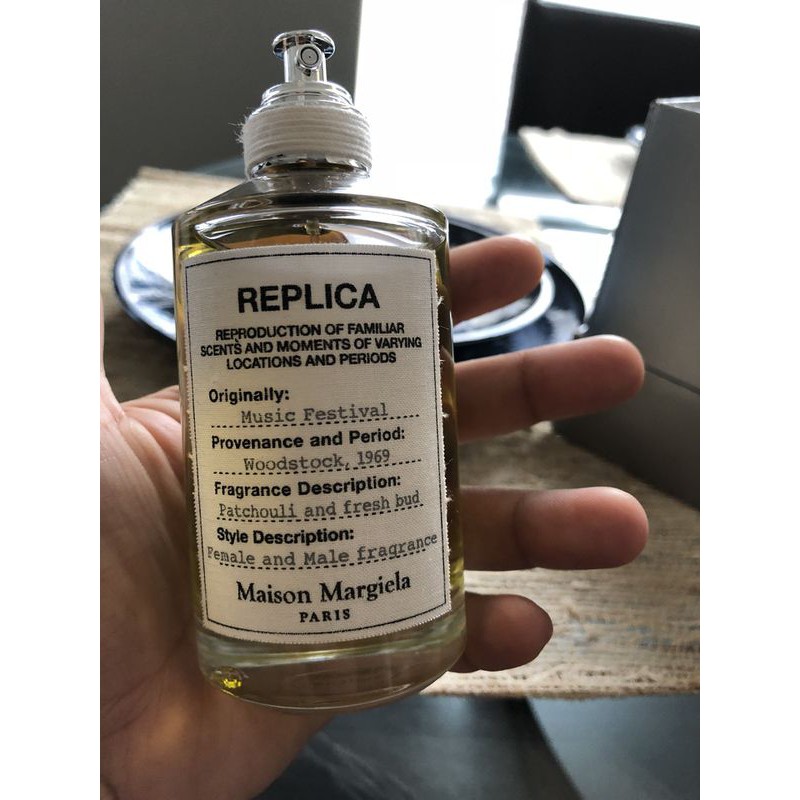 REPLICA
REPRODUCTION OF FAMILIAR
SCENTS AND MOMENTS OF VARYING
LOCATIONS AND PERIODS
Originally:
Music Festival
Provenance and Period:
Woodstock, 1969
Fragrance Description:
Patchouli and fresh bud
Style Description:
Female and Male fragrance
Maison Margiela
PARIS